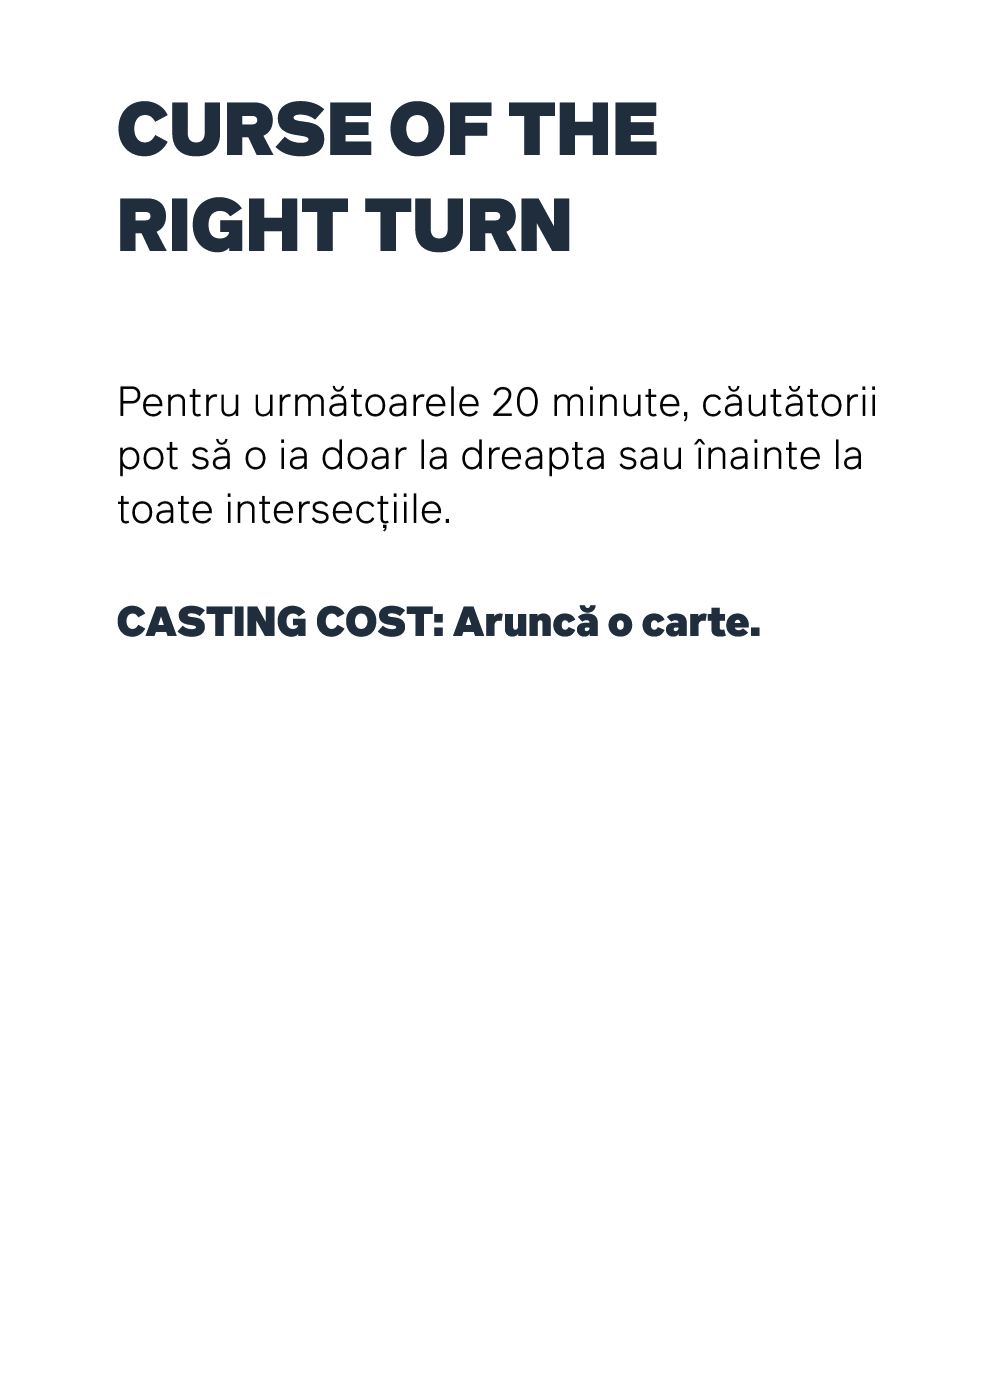 CURSE OF THE
RIGHT TURN
Pentru următoarele 20 minute, căutătorii
pot să o ia doar la dreapta sau înainte la
toate intersecțiile.
CASTING COST: Aruncă o carte.